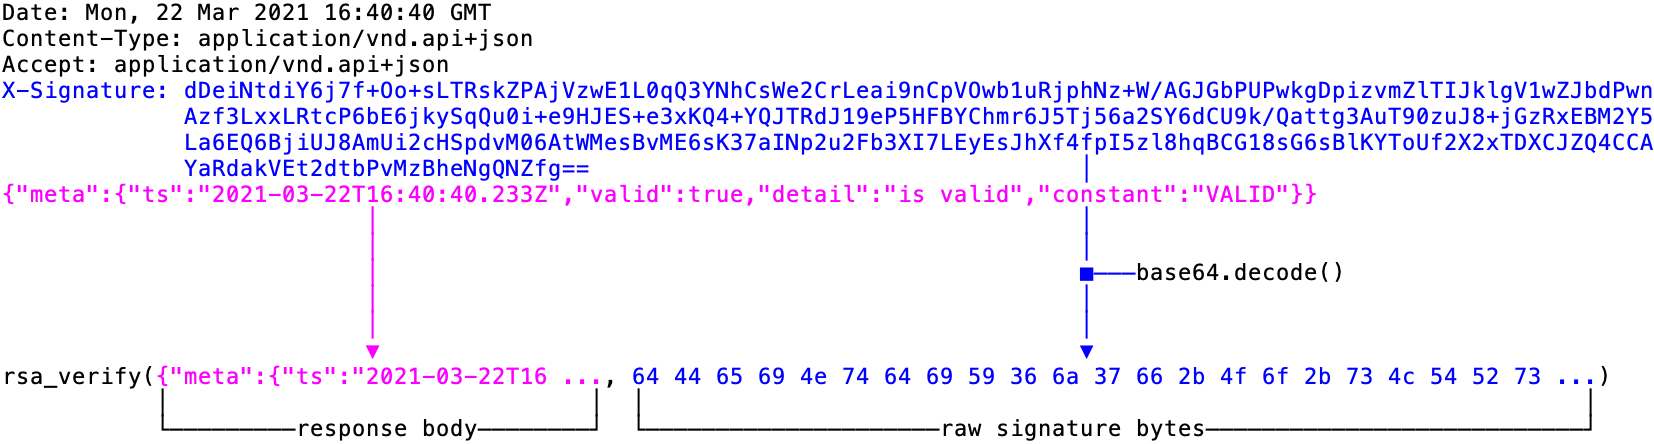 Date: Mon, 22 Mar 2021 16:40:40 GMT
Content-Type: application/vnd.api+json
Accept: application/vnd.api+json
X-Signature: dDeiNtdiY6j7f+Oo+sLTRskZPAjVzwE1L0qQ3YNhCsWe2CrLeai9nCpVOwb1uRjphNz+W/AGJGbPUPwkgDpizvmZlTIJklgV1wZJbdPwn
Azf3LxxLRtcP6bE6jkySqQu0i+e9HJES+e3xKQ4+YQJTRdJ19eP5HFBYChmr6J5Tj56a2SY6dCU9k/Qattg3AuT90zuJ8+jGzRxEBM2Y5
La6EQ6BjiUJ8AmUi2cHSpdvM06AtWMesBvME6sK37aINp2u2Fb3XI7LEyEsJhXf4fpI5zl8hqBCG18sG6sBlKYToUf2X2xTDXCJZQ4CCA
YaRdakVEt2dtbPvMzBheNgQNZfg==
{"meta":{"ts":"2021-03-22T16:40:40.233Z","valid":true,"detail":"is valid","constant":"VALID"}}
base64.decode()
rsa_verify({"meta":{"ts":"2021-03-22T16 ..., 64 44 65 69 4e 74 64 69 59 36 6a 37 66 2b 4f 6f 2b 73 4c 54 52 73 ...)
response body raw signature bytes